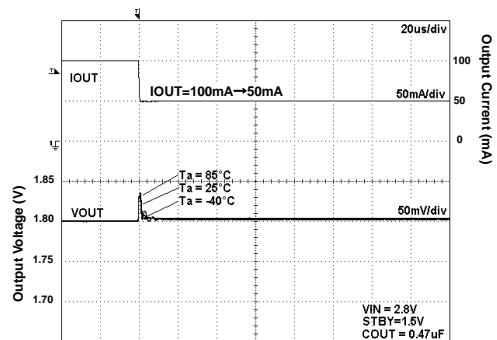 20us/div
IOUT
IOUT=100mA→50mA
50mA/div
100
50
0
Output Current (mA)
Output Voltage (V)
1.85
1.80
1.75
1.70
Ta = 85°C
Ta = 25°C
Ta = -40°C
VOUT
50mV/div
VIN = 2.8V
STBY=1.5V
COUT = 0.47uF